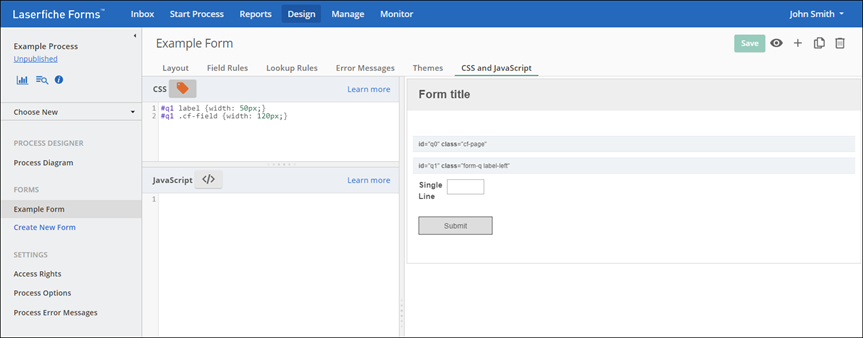 Laserfiche Forms™ Inbox Start Process Reports Design Manage Monitor John Smith
Example Process
Unpublished
Choose New
PROCESS DESIGNER
Process Diagram
FORMS
Example Form
Create New Form
SETTINGS
Access Rights
Process Options
Process Error Messages
Example Form
Save
Layout Field Rules Lookup Rules Error Messages Themes CSS and JavaScript
CSS Learn more
1 #q1 label {width: 50px;}
2 #q1 .cf-field {width: 120px;}
JavaScript </> Learn more
1
Form title
id="q0" class="cf-page"
id="q1" class="form-q label-left"
Single
Line
Submit